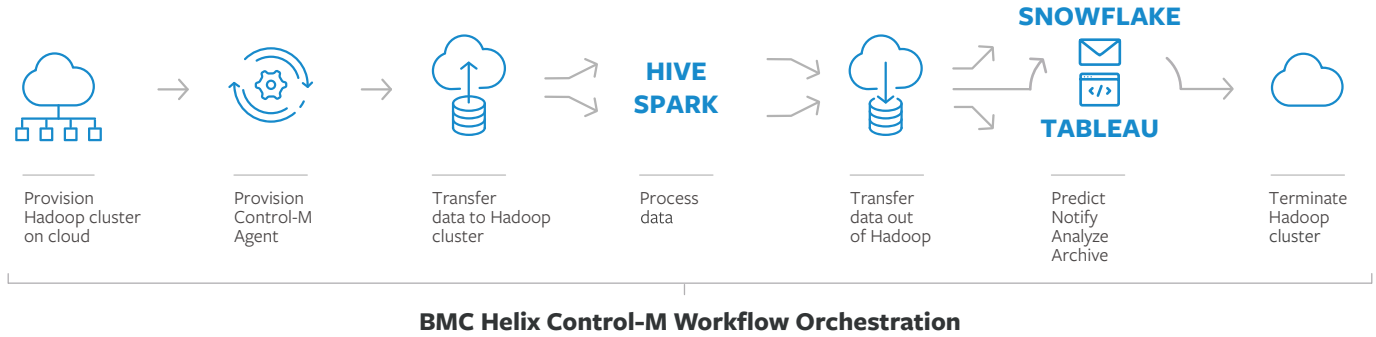 SNOWFLAKE
</>
HIVE
SPARK
TABLEAU
Provision
Hadoop cluster
on cloud
Provision
Control-M
Agent
Transfer
data to Hadoop
cluster
Process
data
Transfer
data out
of Hadoop
Predict
Notify
Analyze
Archive
Terminate
Hadoop
cluster
BMC Helix Control-M Workflow Orchestration